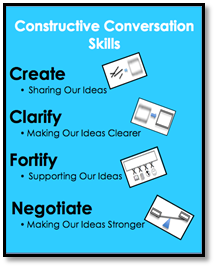 Constructive Conversation
Skills
Create
• Sharing Our Ideas
Clarify
• Making Our Ideas Clearer
Fortify
• Supporting Our Ideas
Negotiate
• Making Our Ideas Stronger